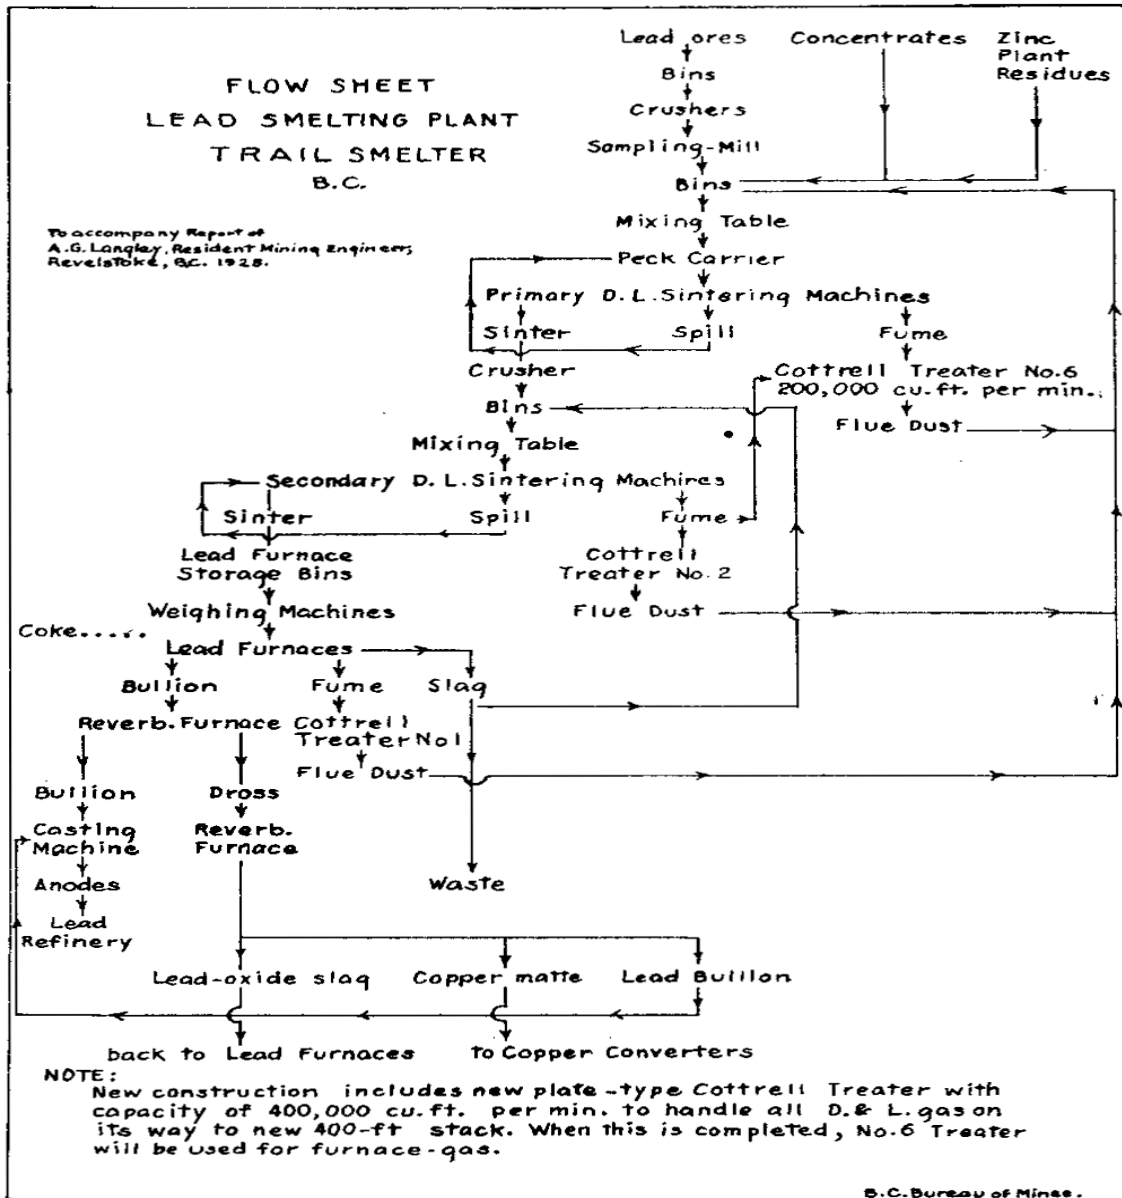 FLOW SHEET
LEAD SMELTING PLANT
TRAIL SMELTER
B.C.
To accompany Report of
A.G. Langley, Resident Mining Engineer,
Revelstoke, B.C. 1928.
Lead ores
Concentrates
Zinc
Plant
Residues
Bins
Crushers
Sampling-Mill
Bins
Mixing Table
Peck Carrier
Primary D.L. Sintering Machines
Sinter
Spill
Fume
Crusher
Cottrell Treater No.6
200,000 cu.ft. per min.
Bins
Flue Dust
Mixing Table
Secondary D.L. Sintering Machines
Sinter
Spill
Fume
Lead Furnace
Storage Bins
Cottrell
Treater No. 2
Weighing Machines
Flue Dust
Coke.....
Lead Furnaces
Bullion
Fume
Slag
Reverb. Furnace
Cottrell
Treater No1
Flue Dust
Bullion
Dross
Casting
Machine
Reverb.
Furnace
Anodes
Waste
Lead
Refinery
Lead-oxide slag
Copper matte
Lead Bullion
back to Lead Furnaces
to Copper Converters
NOTE:
New construction includes new plate-type Cottrell Treater with
capacity of 400,000 cu.ft. per min. to handle all D.& L. gas on
its way to new 400-ft stack. When this is completed, No.6 Treater
will be used for furnace-gas.
B.C. Bureau of Mines.